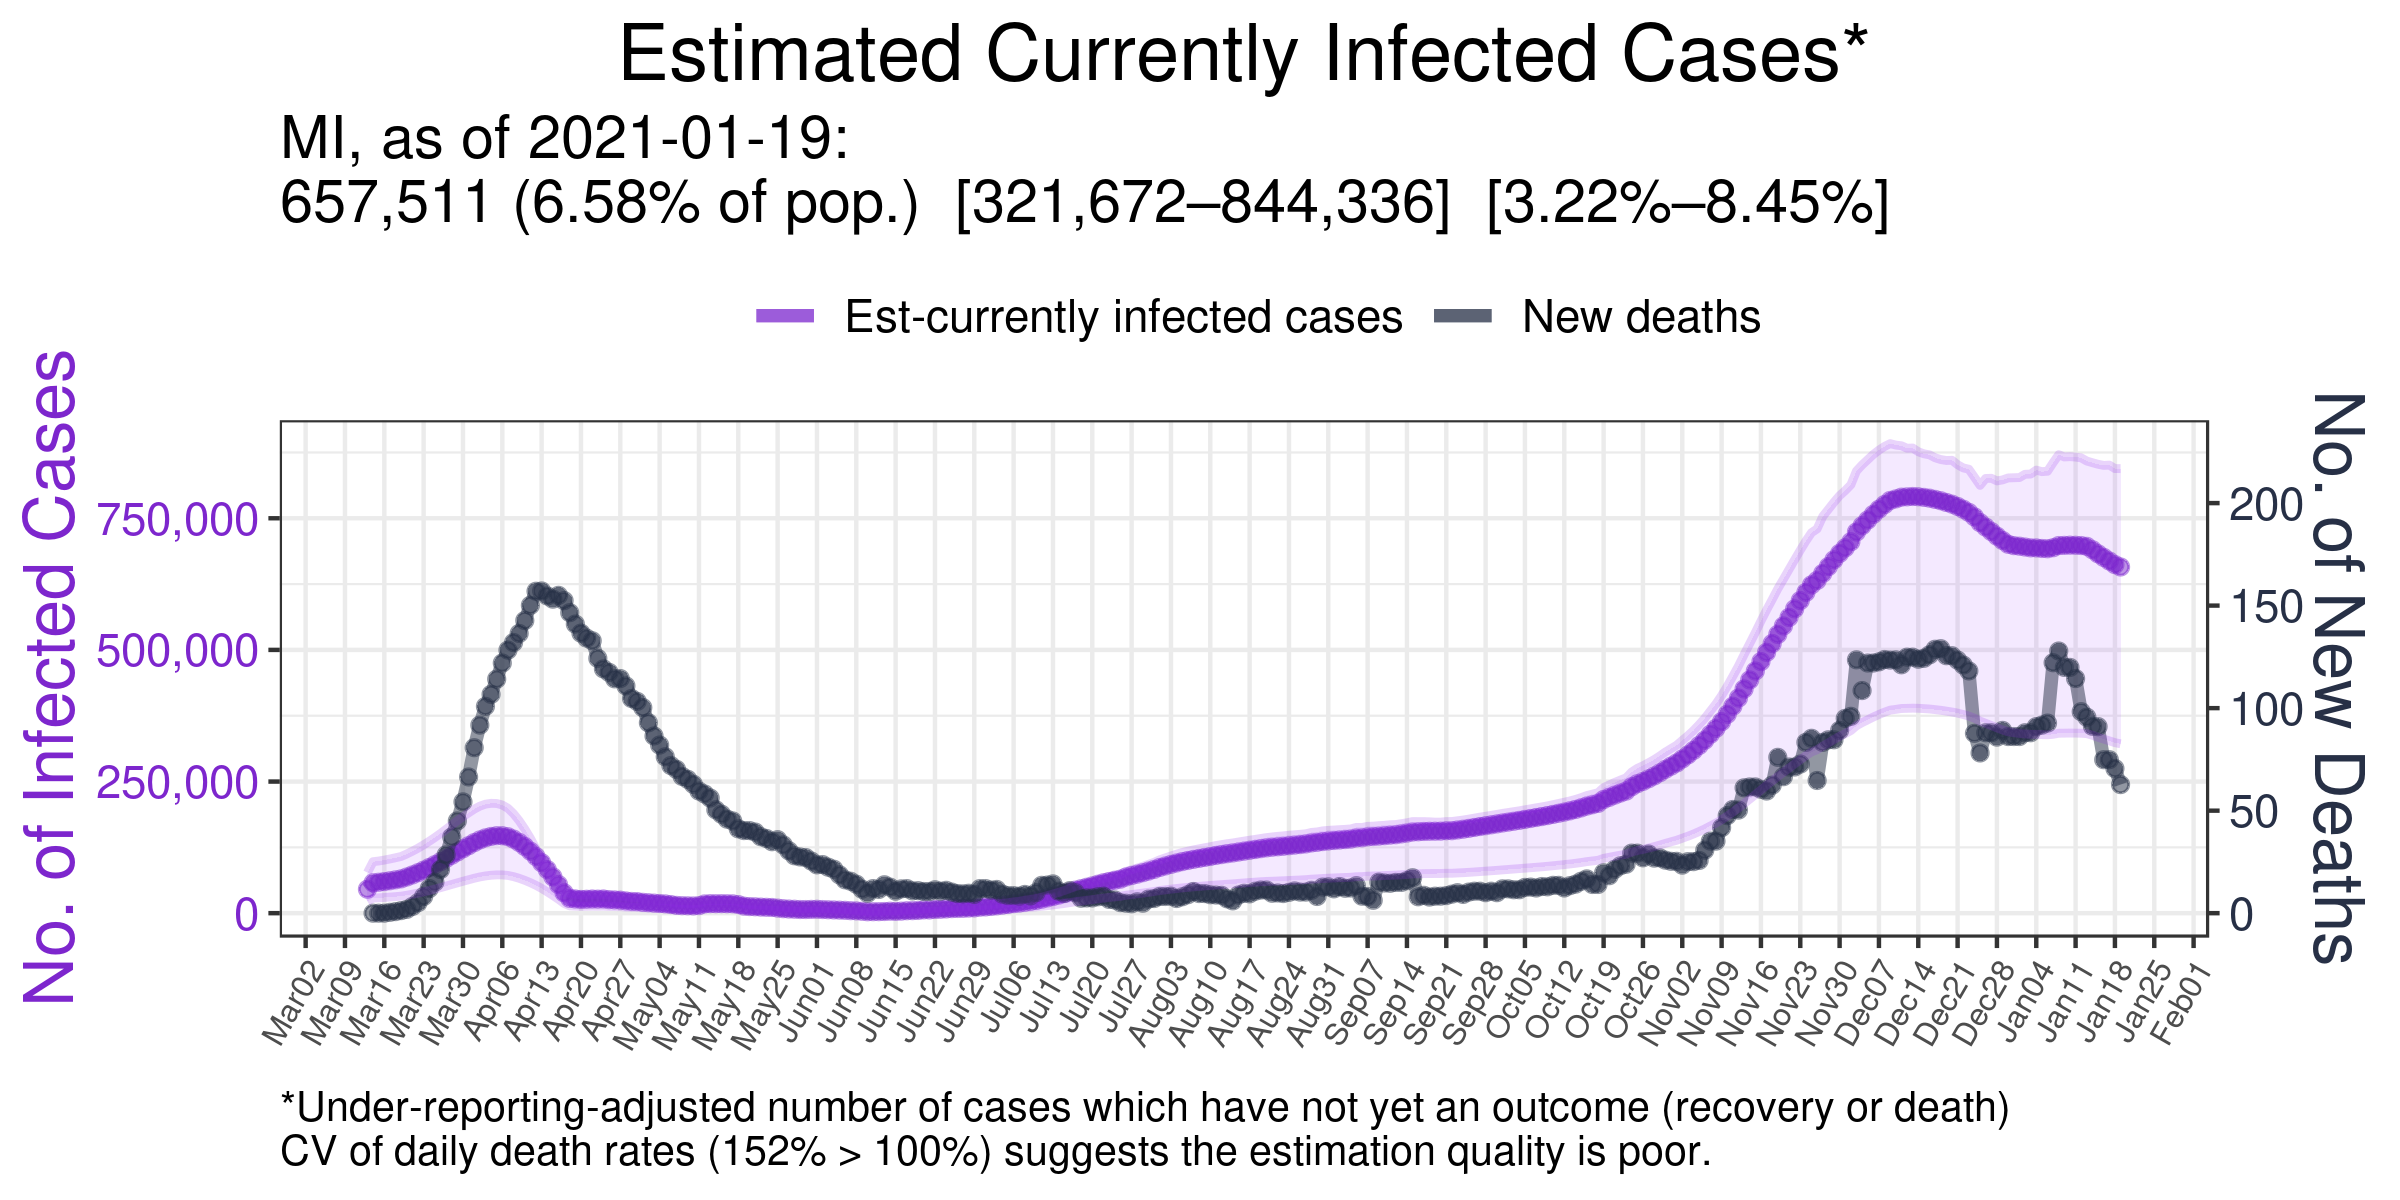 Estimated Currently Infected Cases*
MI, as of 2021-01-19:
657,511 (6.58% of pop.)  [321,672–844,336]  [3.22%–8.45%]
Est-currently infected cases
New deaths
No. of Infected Cases
750,000
500,000
250,000
0
200
150
100
50
0
No. of New Deaths
Mar02
Mar09
Mar16
Mar23
Mar30
Apr06
Apr13
Apr20
Apr27
May04
May11
May18
May25
Jun01
Jun08
Jun15
Jun22
Jun29
Jul06
Jul13
Jul20
Jul27
Aug03
Aug10
Aug17
Aug24
Aug31
Sep07
Sep14
Sep21
Sep28
Oct05
Oct12
Oct19
Oct26
Nov02
Nov09
Nov16
Nov23
Nov30
Dec07
Dec14
Dec21
Dec28
Jan04
Jan11
Jan18
Jan25
Feb01
*Under-reporting-adjusted number of cases which have not yet an outcome (recovery or death)
CV of daily death rates (152% > 100%) suggests the estimation quality is poor.